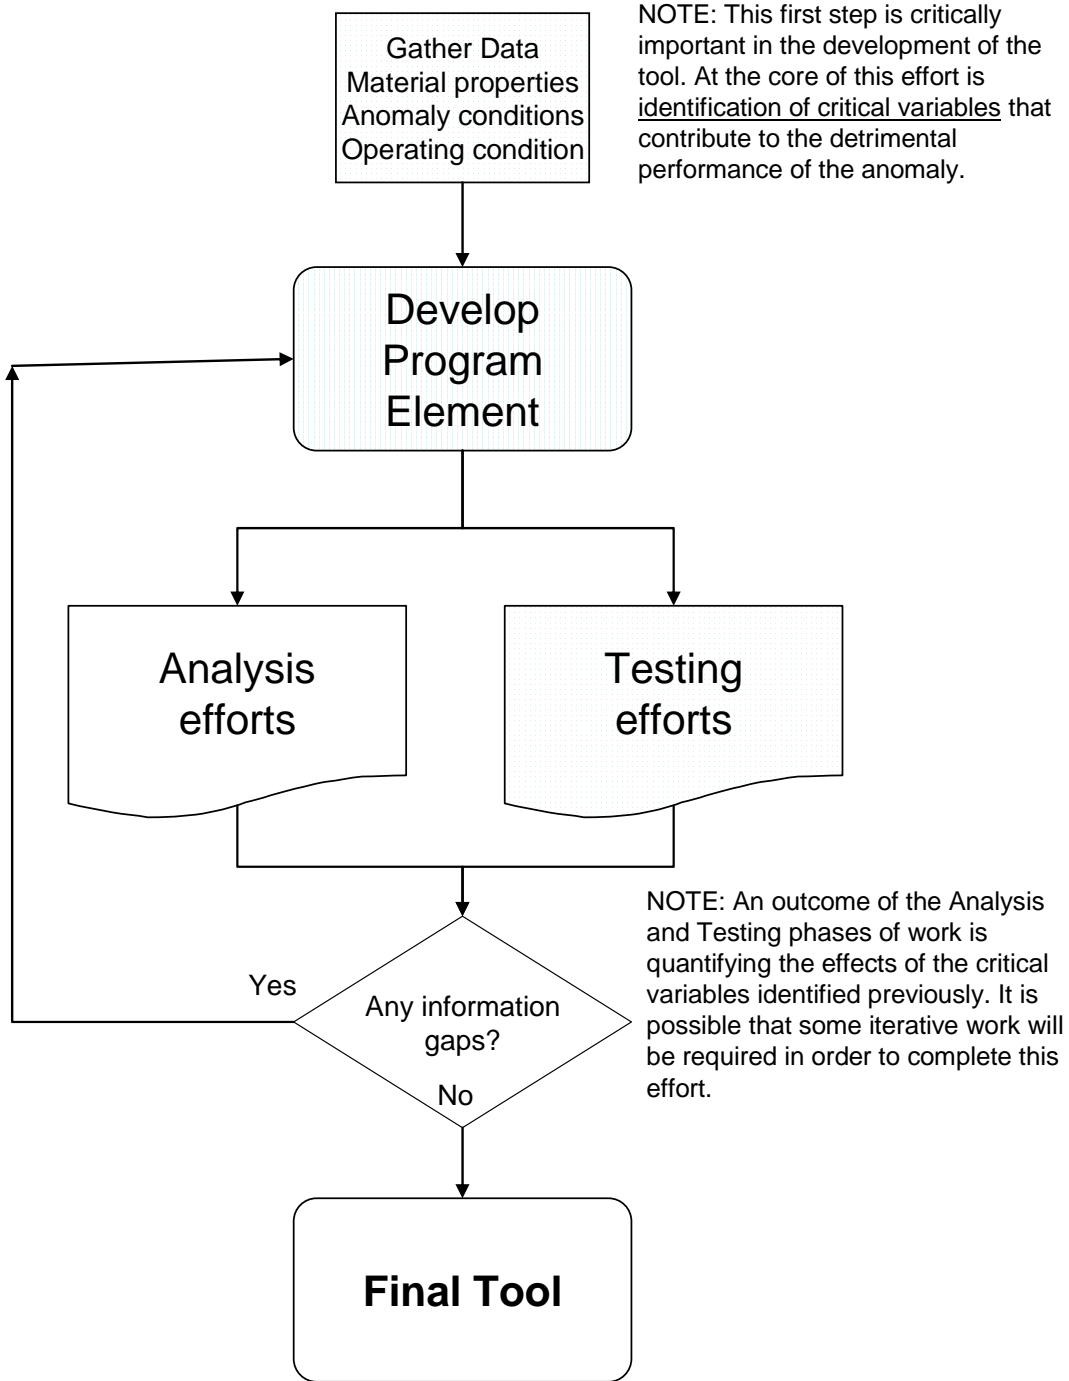 Gather Data
Material properties
Anomaly conditions
Operating condition
NOTE: This first step is critically
important in the development of the
tool. At the core of this effort is
identification of critical variables that
contribute to the detrimental
performance of the anomaly.
Develop
Program
Element
Analysis
efforts
Testing
efforts
NOTE: An outcome of the Analysis
and Testing phases of work is
quantifying the effects of the critical
variables identified previously. It is
possible that some iterative work will
be required in order to complete this
effort.
Yes
Any information
gaps?
No
Final Tool